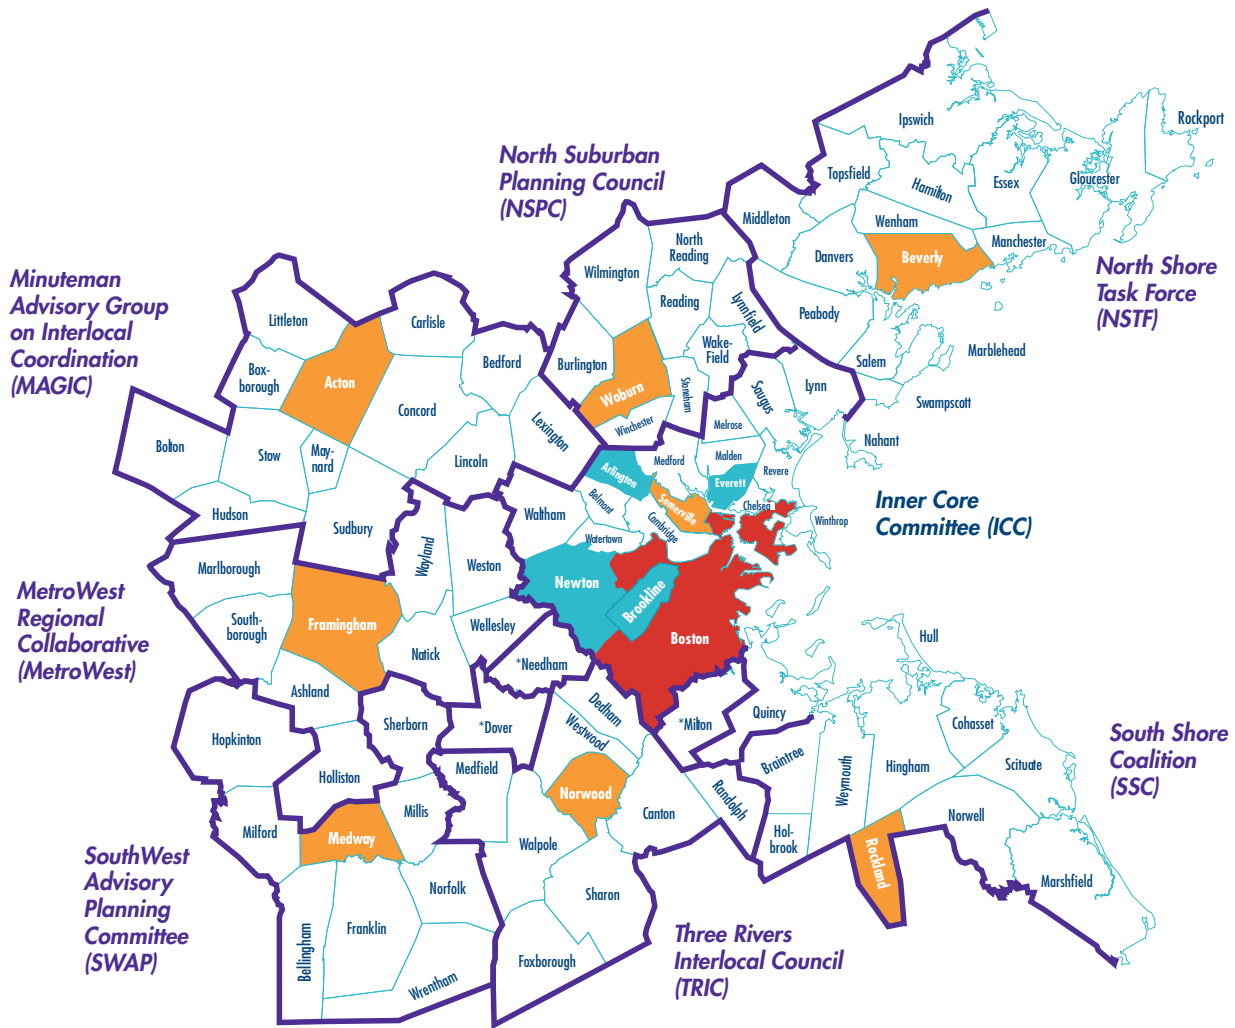 Ipswich
Rockport
North Suburban
Planning Council
(NSPC)
Topsfield
Hamilton
Essex
Gloucester
Middleton
Wenham
North
Reading
Manchester
Danvers
Beverly
Wilmington
North Shore
Task Force
(NSTF)
Minuteman
Advisory Group
on Interlocal
Coordination
(MAGIC)
Reading
Lynnfield
Peabody
Littleton
Carlisle
Wake-
Field
Marblehead
Bedford
Burlington
Salem
Box-
borough
Acton
Woburn
Stoneham
Saugus
Lynn
Swampscott
Concord
Winchester
Melrose
Lexington
Nahant
Bolton
Stow
May-
nard
Lincoln
Medford
Malden
Arlington
Revere
Everett
Belmont
Somerville
Chelsea
Inner Core
Committee (ICC)
Hudson
Sudbury
Waltham
Cambridge
Winthrop
Watertown
Wayland
Weston
Marlborough
Newton
Brookline
MetroWest
Regional
Collaborative
(MetroWest)
South-
borough
Framingham
Wellesley
Boston
Hull
Natick
*Needham
Ashland
Dedham
Quincy
Sherborn
*Dover
Westwood
*Milton
Cohasset
Hopkinton
South Shore
Coalition
(SSC)
Braintree
Hingham
Scituate
Holliston
Medfield
Weymouth
Norwood
Randolph
Millis
Canton
Norwell
Milford
Medway
Walpole
Hol-
brook
Rockland
SouthWest
Advisory
Planning
Committee
(SWAP)
Norfolk
Sharon
Marshfield
Franklin
Bellingham
Three Rivers
Interlocal Council
(TRIC)
Foxborough
Wrentham